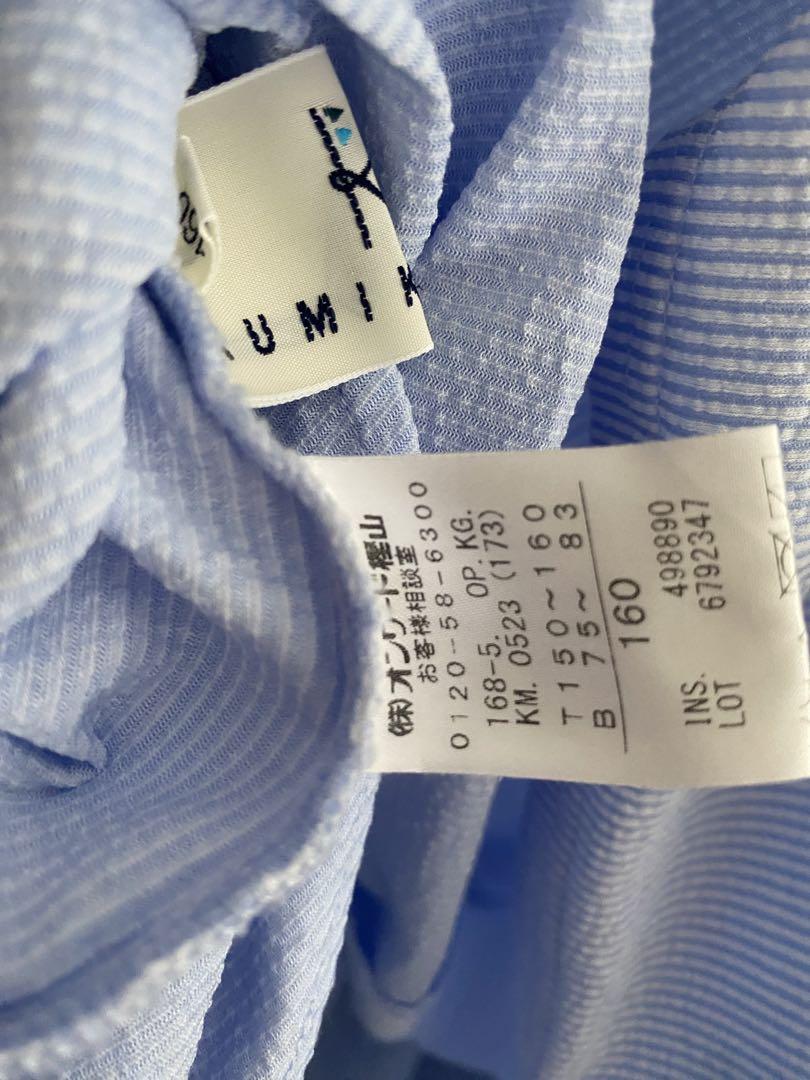 160
UMI
(株)オンワード樫山
お客様相談室
0120-58-6300
168-5. OP.KG.
KM. 0523 (173)
T 150~160
B 75~ 83
160
INS. 498890
LOT 6792347